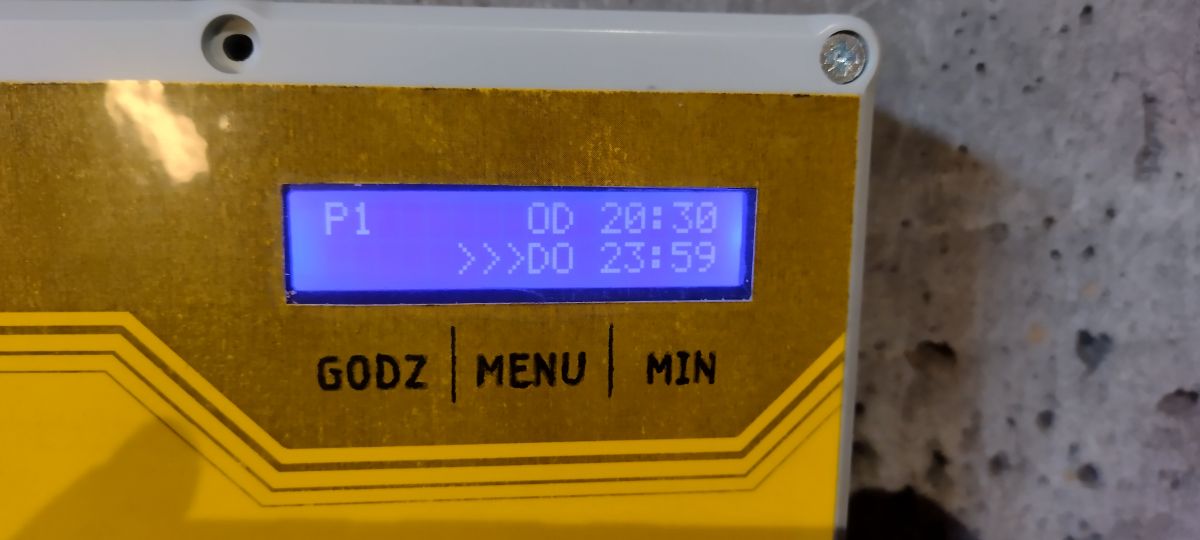 P1 OD 20:30
>>>DO 23:59
GODZ | MENU | MIN